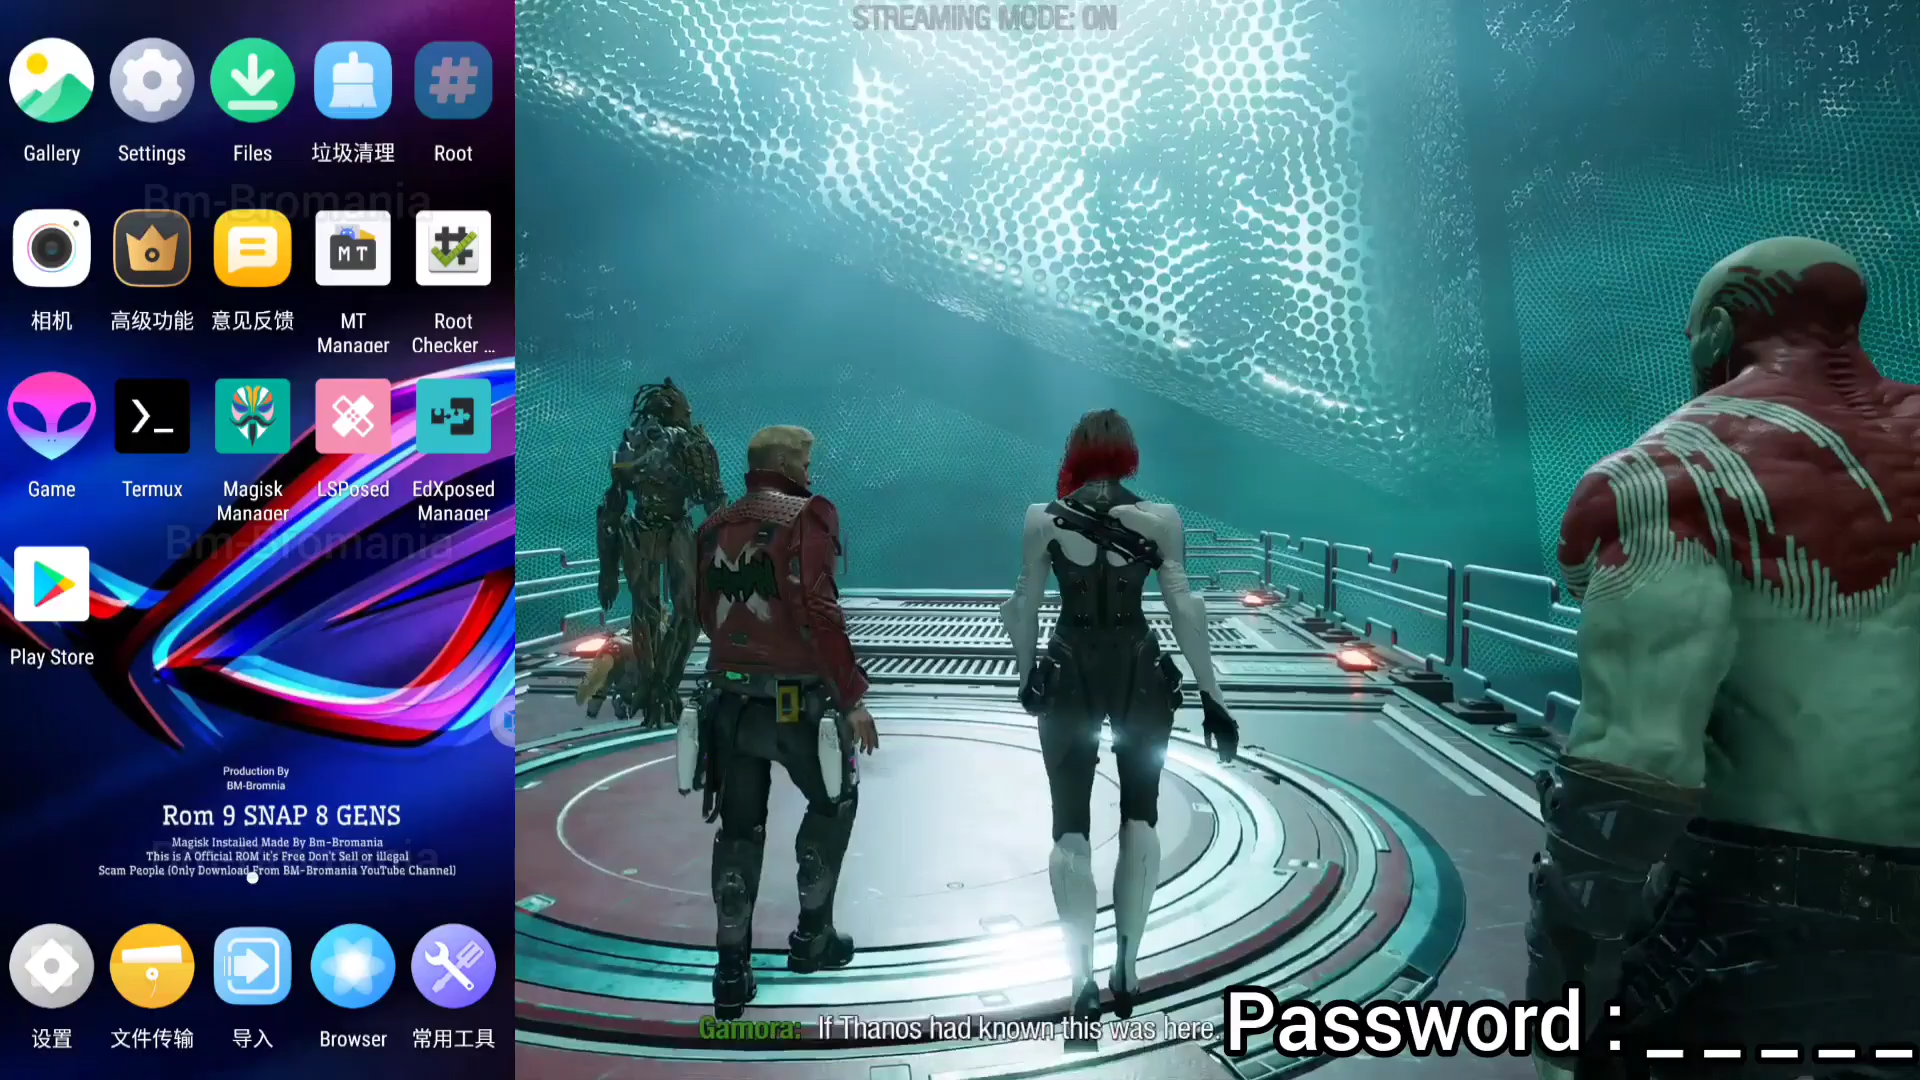 STREAMING MODE: ON
Gallery
Settings
Files
垃圾清理
Root
Bm-Bromania
相机
高级功能
意见反馈
MT
MT Manager
Root Checker ...
Game
Termux
Magisk Manager
LSPosed
EdXposed Manager
Bm-Bromania
Play Store
Production By
BM-Bromnia
Rom 9 SNAP 8 GENS
Magisk Installed Made By Bm-Bromania
This is A Official ROM it's Free Don't Sell or illegal
Scam People (Only Download From BM-Bromania YouTube Channel)
设置
文件传输
导入
Browser
常用工具
Gamora: If Thanos had known this was here.
Password : _ _ _ _ _